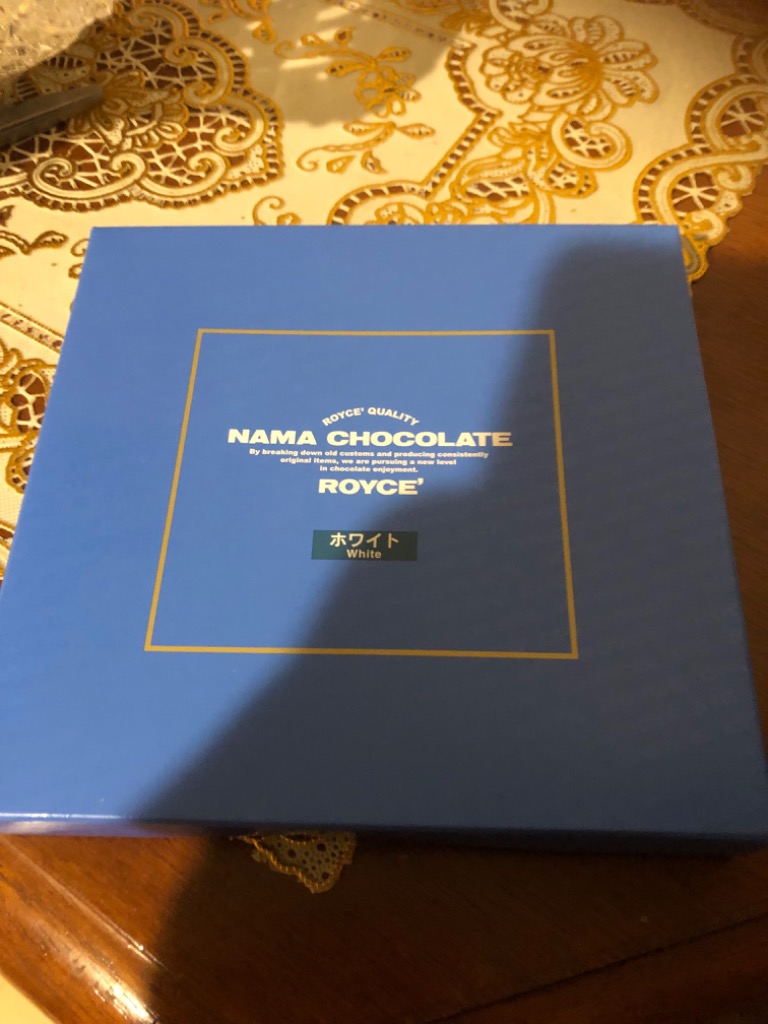 ROYCE' QUALITY
NAMA CHOCOLATE
By breaking down old customs and producing consistently
original items, we are pursuing a new level
in chocolate enjoyment.
ROYCE'
ホワイト
White